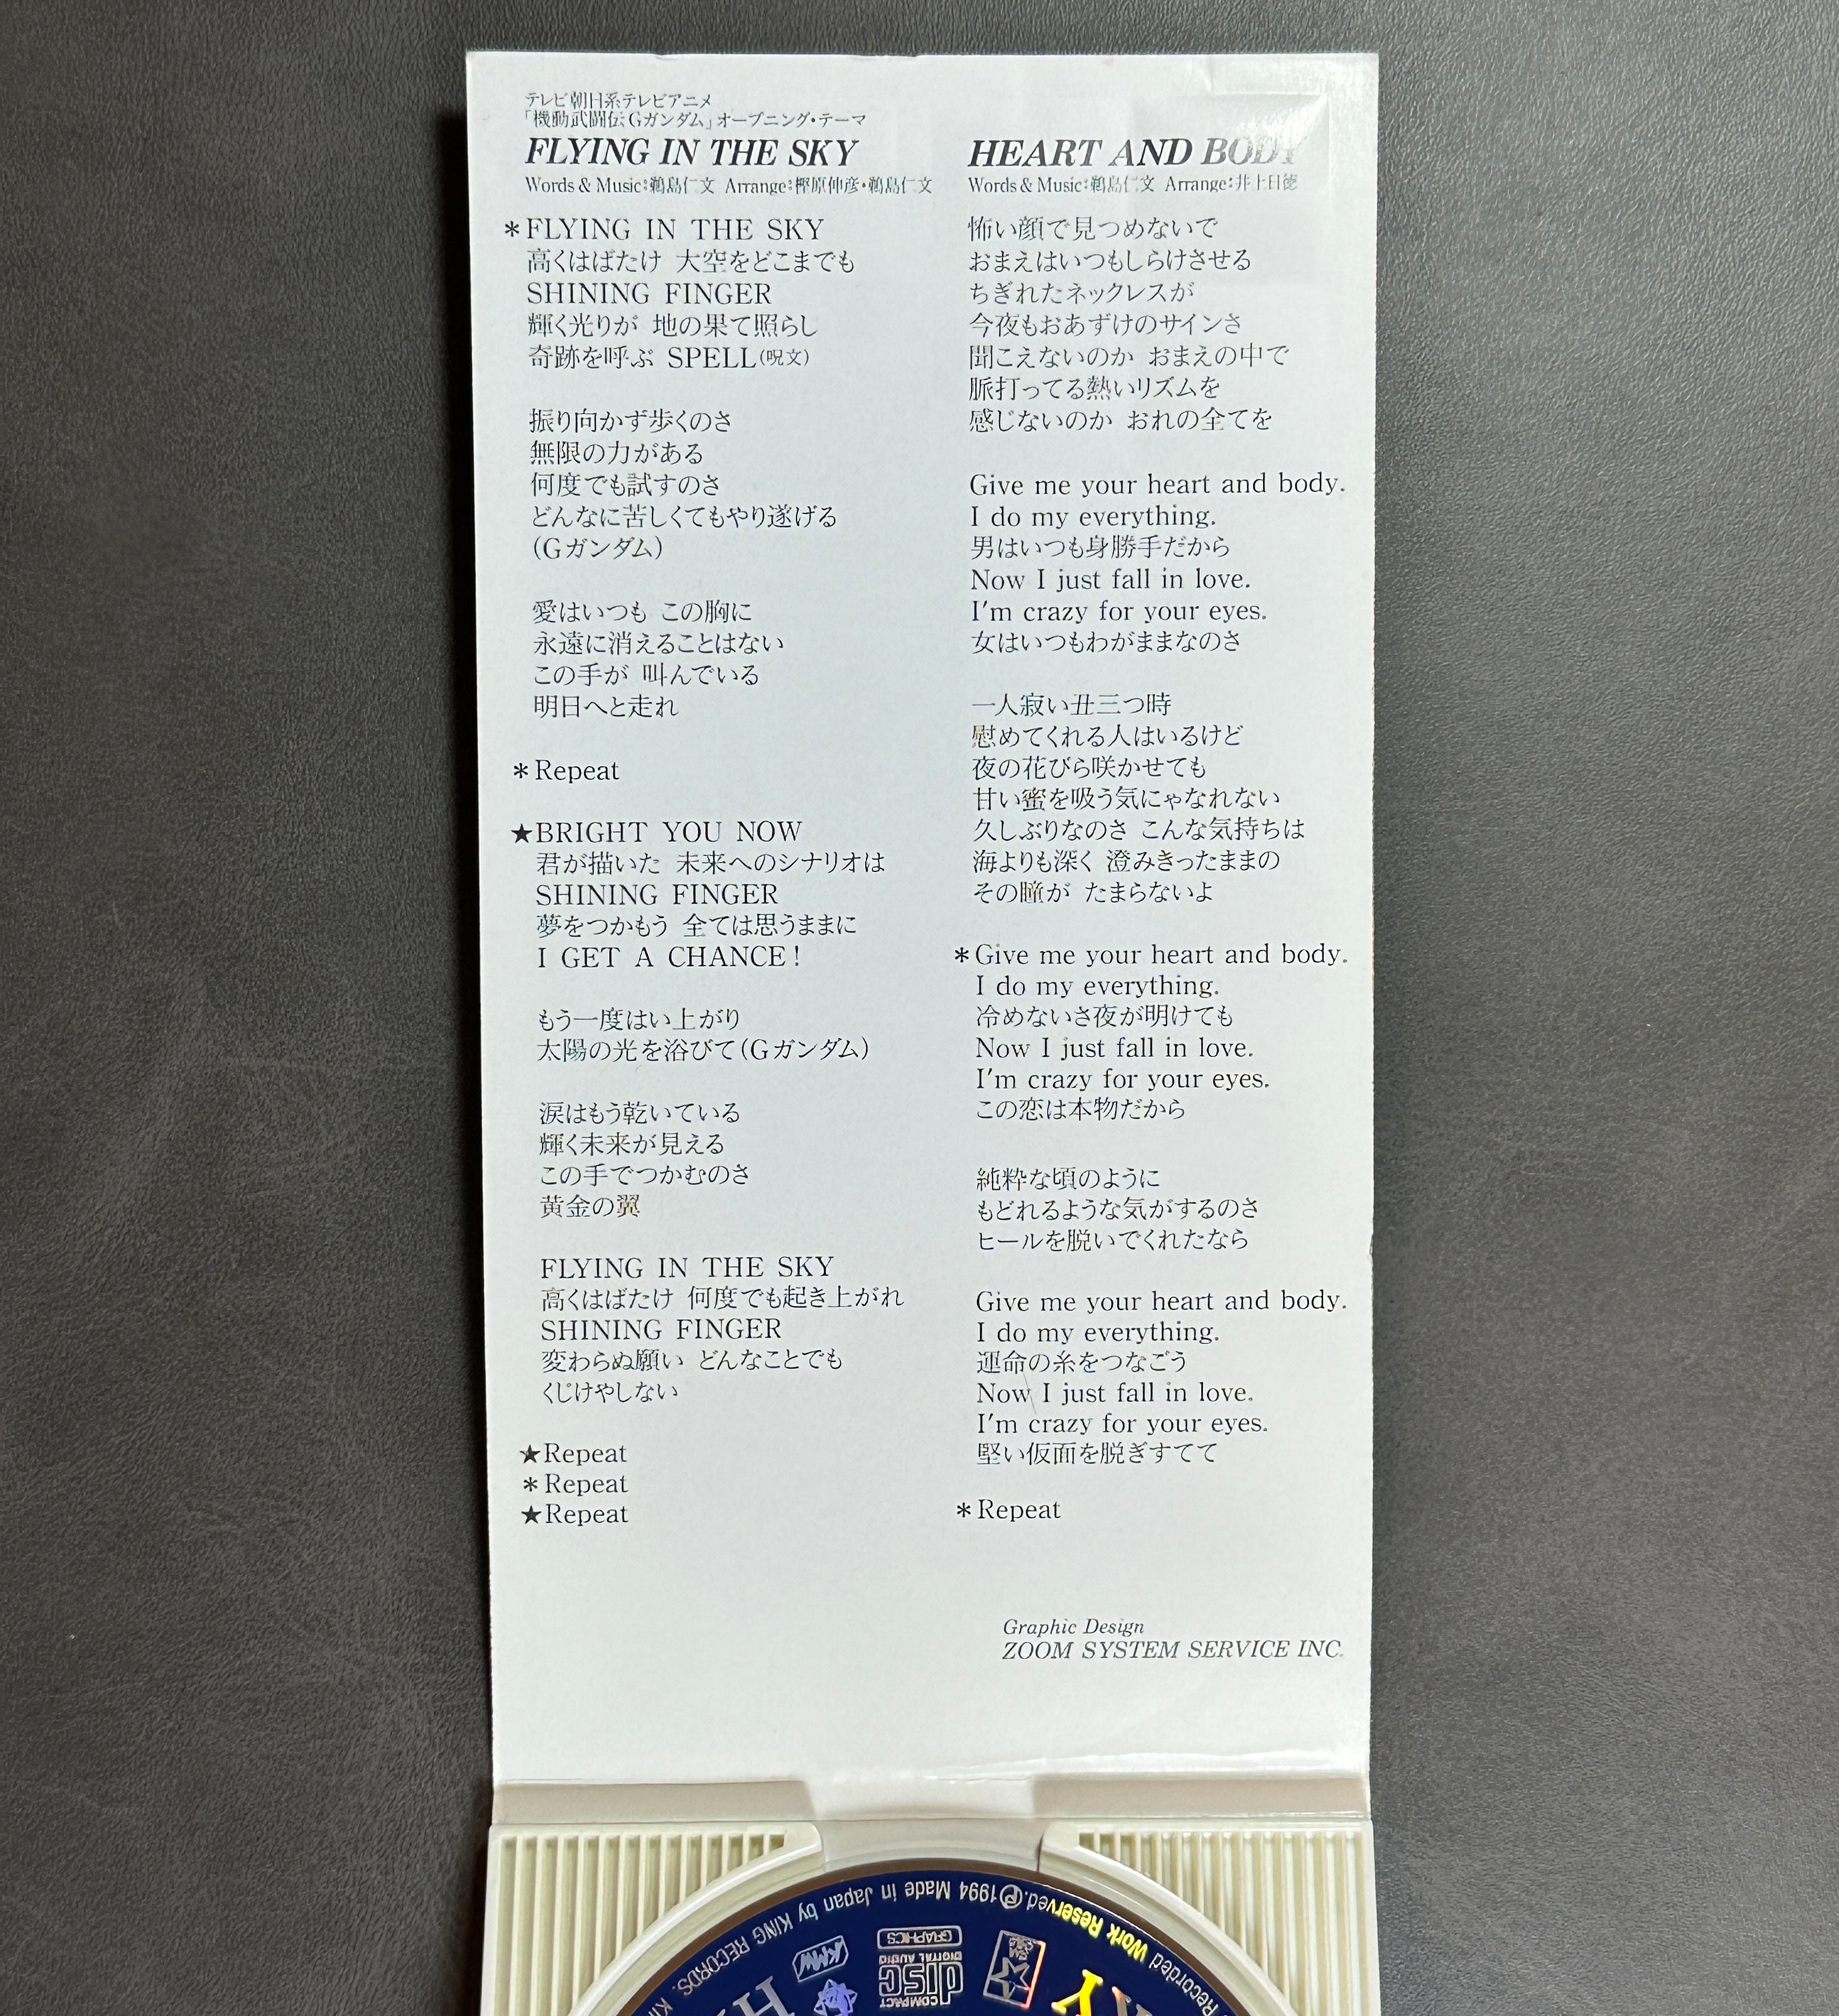 テレビ朝日系テレビアニメ
「機動武闘伝Gガンダム」オープニング・テーマ
FLYING IN THE SKY
Words & Music:鵜島仁文 Arrange:樫原伸彦・鵜島仁文
*FLYING IN THE SKY
高くはばたけ 大空をどこまでも
SHINING FINGER
輝く光りが 地の果て照らし
奇跡を呼ぶ SPELL(呪文)
振り向かず歩くのさ
無限の力がある
何度でも試すのさ
どんなに苦しくてもやり遂げる
(Gガンダム)
愛はいつも この胸に
永遠に消えることはない
この手が 叫んでいる
明日へと走れ
*Repeat
★BRIGHT YOU NOW
君が描いた 未来へのシナリオは
SHINING FINGER
夢をつかもう 全ては思うままに
I GET A CHANCE!
もう一度はい上がり
太陽の光を浴びて(Gガンダム)
涙はもう乾いている
輝く未来が見える
この手でつかむのさ
黄金の翼
FLYING IN THE SKY
高くはばたけ 何度でも起き上がれ
SHINING FINGER
変わらぬ願い どんなことでも
くじけやしない
★Repeat
*Repeat
★Repeat
HEART AND BODY
Words & Music:鵜島仁文 Arrange:井上日徳
怖い顔で見つめないで
おまえはいつもしらけさせる
ちぎれたネックレスが
今夜もおあずけのサインさ
聞こえないのか おまえの中で
脈打ってる熱いリズムを
感じないのか おれの全てを
Give me your heart and body.
I do my everything.
男はいつも身勝手だから
Now I just fall in love.
I'm crazy for your eyes.
女はいつもわがままなのさ
一人寂い丑三つ時
慰めてくれる人はいるけど
夜の花びら咲かせても
甘い蜜を吸う気にゃなれない
久しぶりなのさ こんな気持ちは
海よりも深く 澄みきったままの
その瞳が たまらないよ
*Give me your heart and body.
I do my everything.
冷めないさ夜が明けても
Now I just fall in love.
I'm crazy for your eyes.
この恋は本物だから
純粋な頃のように
もどれるような気がするのさ
ヒールを脱いでくれたなら
Give me your heart and body.
I do my everything.
運命の糸をつなごう
Now I just fall in love.
I'm crazy for your eyes.
堅い仮面を脱ぎすてて
*Repeat
Graphic Design
ZOOM SYSTEM SERVICE INC.
Recorded Work Reserved.Ⓟ1994 Made in Japan by KING RECORDS.
KMW
COMPACT
disc
DIGITAL AUDIO
GRAPHICS